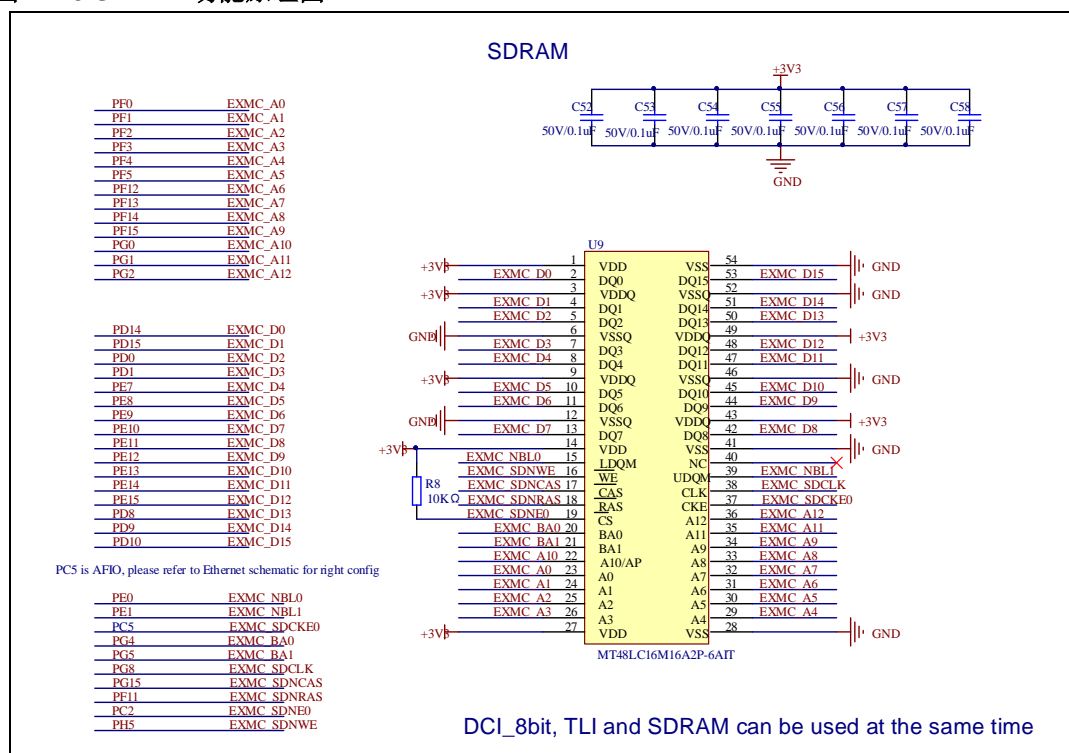 SDRAM
+3V3
C52 C53 C54 C55 C56 C57 C58
50V/0.1uF 50V/0.1uF 50V/0.1uF 50V/0.1uF 50V/0.1uF 50V/0.1uF 50V/0.1uF
GND
PF0 EXMC_A0
PF1 EXMC_A1
PF2 EXMC_A2
PF3 EXMC_A3
PF4 EXMC_A4
PF5 EXMC_A5
PF12 EXMC_A6
PF13 EXMC_A7
PF14 EXMC_A8
PF15 EXMC_A9
PG0 EXMC_A10
PG1 EXMC_A11
PG2 EXMC_A12
PD14 EXMC_D0
PD15 EXMC_D1
PD0 EXMC_D2
PD1 EXMC_D3
PE7 EXMC_D4
PE8 EXMC_D5
PE9 EXMC_D6
PE10 EXMC_D7
PE11 EXMC_D8
PE12 EXMC_D9
PE13 EXMC_D10
PE14 EXMC_D11
PE15 EXMC_D12
PD8 EXMC_D13
PD9 EXMC_D14
PD10 EXMC_D15
PC5 is AFIO, please refer to Ethernet schematic for right config
PE0 EXMC_NBL0
PE1 EXMC_NBL1
PC5 EXMC_SDCKE0
PG4 EXMC_BA0
PG5 EXMC_BA1
PG8 EXMC_SDCLK
PG15 EXMC_SDNCAS
PF11 EXMC_SDNRAS
PC2 EXMC_SDNE0
PH5 EXMC_SDNWE
U9
+3V3 1 VDD VSS 54 GND
EXMC_D0 2 DQ0 DQ15 53 EXMC_D15
+3V3 3 VDDQ VSSQ 52 GND
EXMC_D1 4 DQ1 DQ14 51 EXMC_D14
EXMC_D2 5 DQ2 DQ13 50 EXMC_D13
GND 6 VSSQ VDDQ 49 +3V3
EXMC_D3 7 DQ3 DQ12 48 EXMC_D12
EXMC_D4 8 DQ4 DQ11 47 EXMC_D11
+3V3 9 VDDQ VSSQ 46 GND
EXMC_D5 10 DQ5 DQ10 45 EXMC_D10
EXMC_D6 11 DQ6 DQ9 44 EXMC_D9
GND 12 VSSQ VDDQ 43 +3V3
EXMC_D7 13 DQ7 DQ8 42 EXMC_D8
+3V3 14 VDD VSS 41 GND
EXMC_NBL0 15 LDQM NC 40
EXMC_SDNWE 16 WE UDQM 39 EXMC_NBL1
EXMC_SDNCAS 17 CAS CLK 38 EXMC_SDCLK
EXMC_SDNRAS 18 RAS CKE 37 EXMC_SDCKE0
EXMC_SDNE0 19 CS A12 36 EXMC_A12
EXMC_BA0 20 BA0 A11 35 EXMC_A11
EXMC_BA1 21 BA1 A9 34 EXMC_A9
EXMC_A10 22 A10/AP A8 33 EXMC_A8
EXMC_A0 23 A0 A7 32 EXMC_A7
EXMC_A1 24 A1 A6 31 EXMC_A6
EXMC_A2 25 A2 A5 30 EXMC_A5
EXMC_A3 26 A3 A4 29 EXMC_A4
+3V3 27 VDD VSS 28 GND
R8
10KΩ
MT48LC16M16A2P-6AIT
DCI_8bit, TLI and SDRAM can be used at the same time